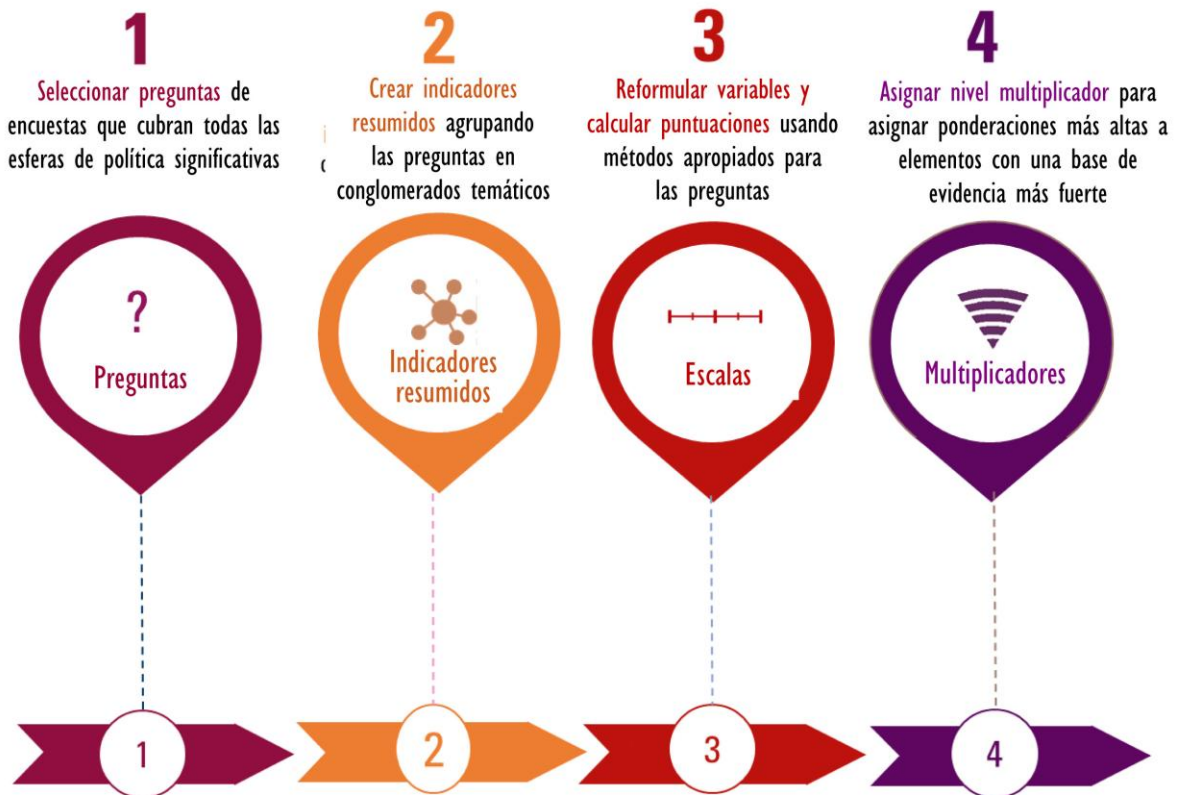 1
Seleccionar preguntas de
encuestas que cubran todas las
esferas de política significativas
2
Crear indicadores
resumidos agrupando
las preguntas en
conglomerados temáticos
3
Reformular variables y
calcular puntuaciones usando
métodos apropiados para
las preguntas
4
Asignar nivel multiplicador para
asignar ponderaciones más altas a
elementos con una base de
evidencia más fuerte
?
Preguntas
Indicadores
resumidos
Escalas
Multiplicadores
1
2
3
4